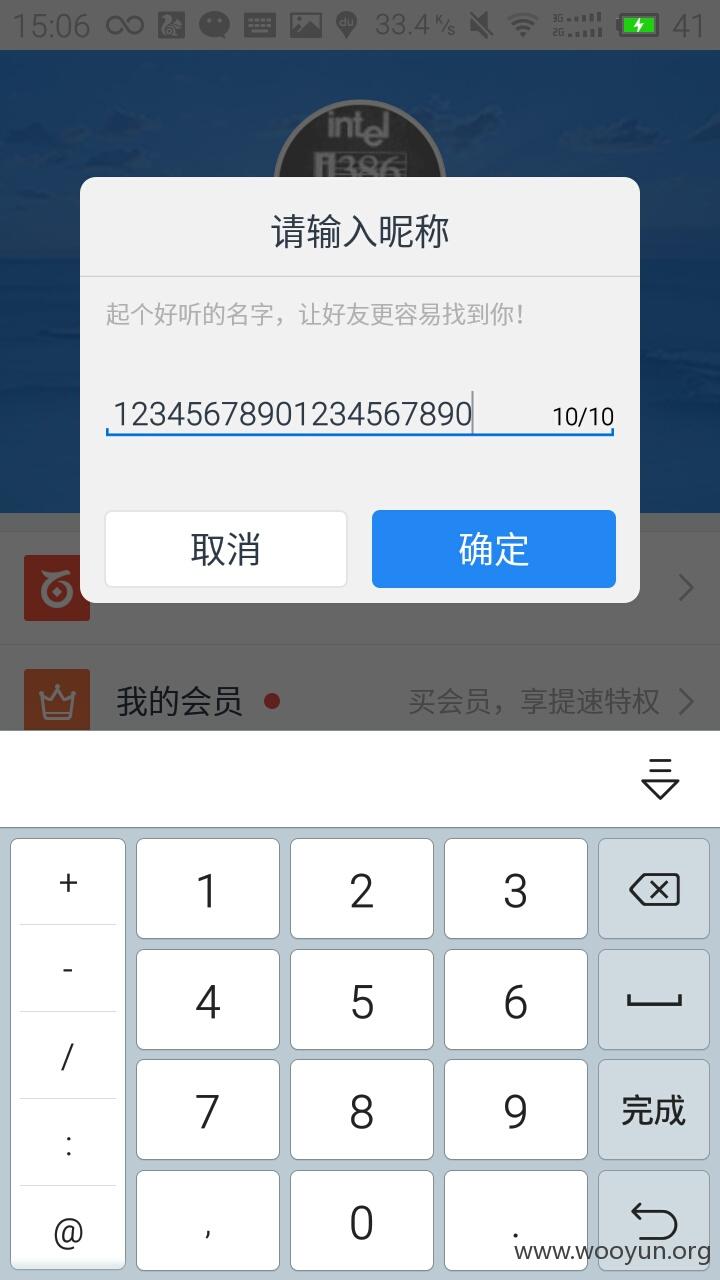 15:06 du 33.4 K/s 3G 2G 41
intel
i386
请输入昵称
起个好听的名字，让好友更容易找到你！
12345678901234567890 10/10
取消 确定
我的会员 买会员，享提速特权
+ 1 2 3
- 4 5 6
/ 7 8 9 完成
: , 0 .
@
www.wooyun.org